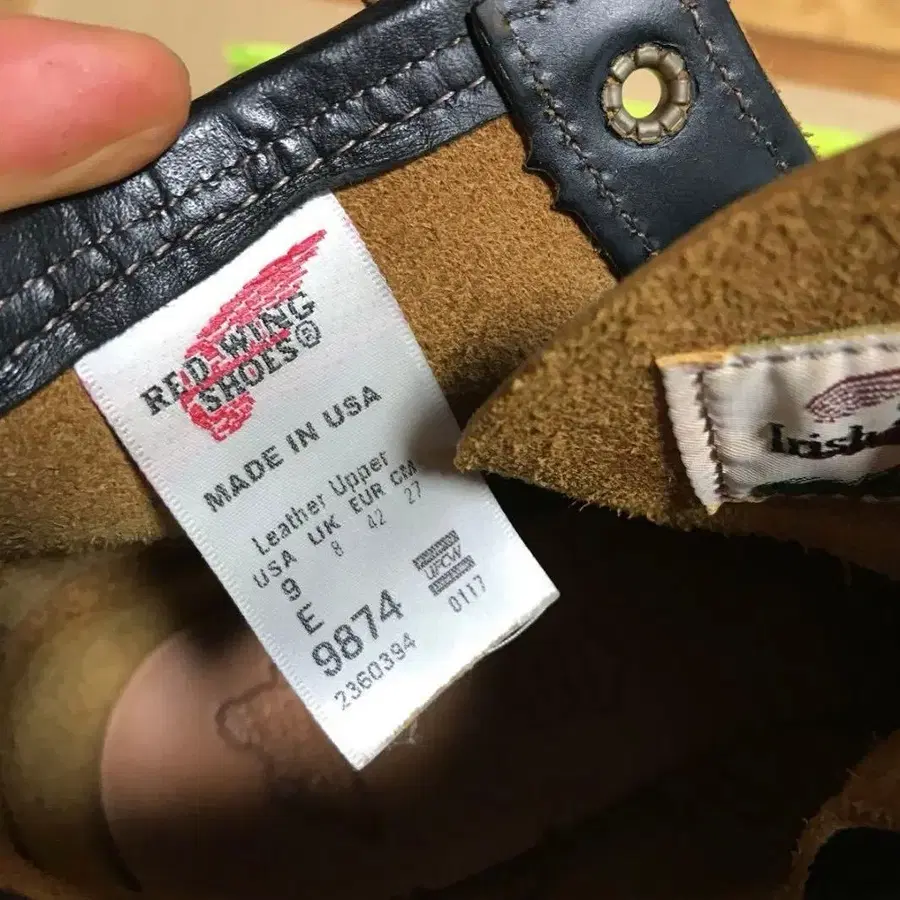 RED WING
SHOES®
MADE IN USA
Leather Upper
USA UK EUR CM
9 8 42 27
E
9874
UFCW
2360394
0117
Irish